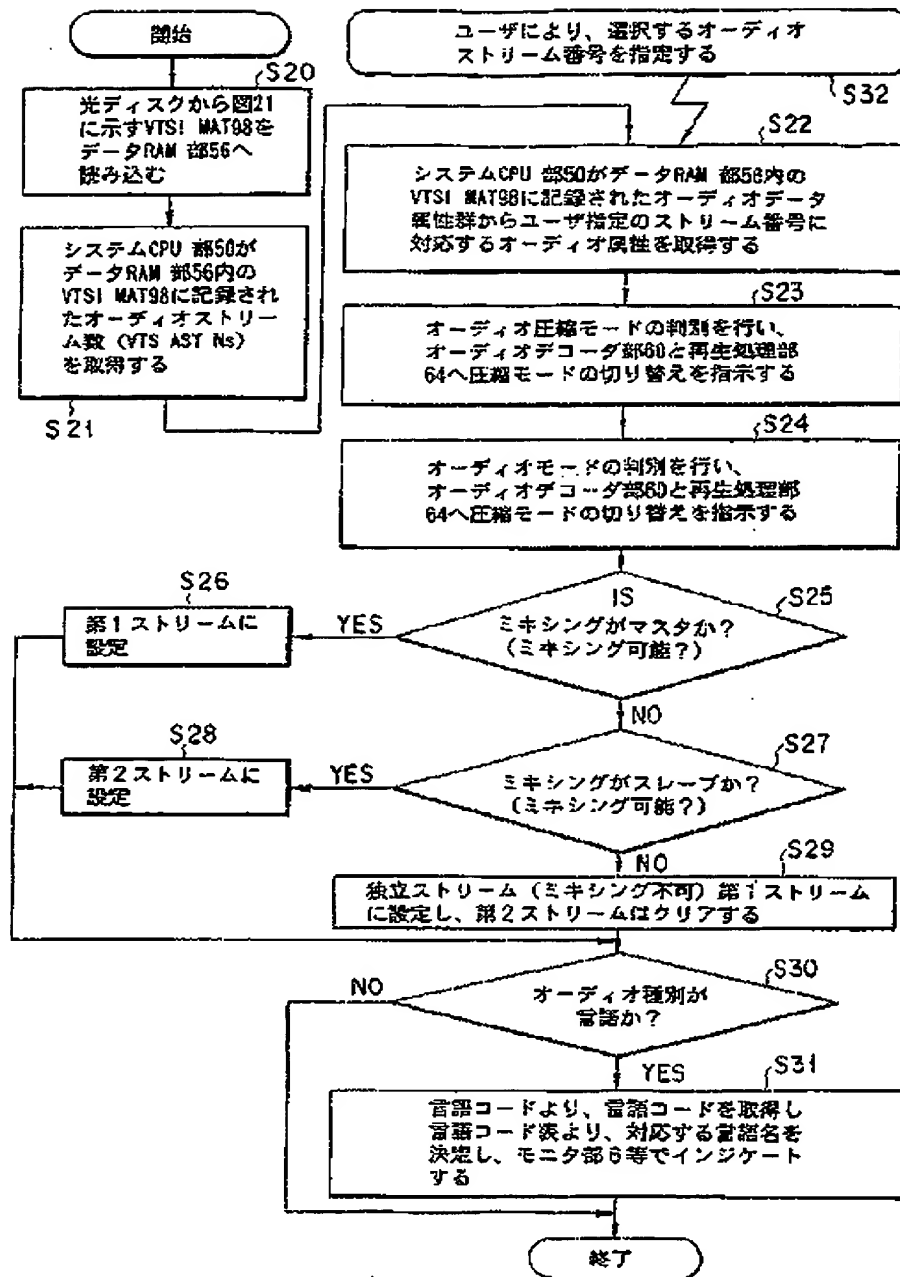 開始
S20
光ディスクから図21
に示すVTSI MAT98を
データRAM 部56へ
読み込む
システムCPU 部50が
データRAM 部56内の
VTSI MAT98に記録され
たオーディオストリー
ム数 (VTS AST Ns)
を取得する
S21
ユーザにより、選択するオーディオ
ストリーム番号を指定する
S32
S22
システムCPU 部50がデータRAM 部56内の
VTSI MAT98に記録されたオーディオデータ
属性群からユーザ指定のストリーム番号に
対応するオーディオ属性を取得する
S23
オーディオ圧縮モードの判別を行い、
オーディオデコーダ部60と再生処理部
64へ圧縮モードの切り替えを指示する
S24
オーディオモードの判別を行い、
オーディオデコーダ部60と再生処理部
64へ圧縮モードの切り替えを指示する
S25
IS
ミキシングがマスタか?
(ミキシング可能?)
YES
S26
第1ストリームに
設定
NO
S27
ミキシングがスレーブか?
(ミキシング可能?)
YES
S28
第2ストリームに
設定
NO
S29
独立ストリーム (ミキシング不可) 第1ストリーム
に設定し、第2ストリームはクリアする
S30
オーディオ種別が
言語か?
NO
YES
S31
言語コードより、言語コードを取得し
言語コード表より、対応する言語名を
決定し、モニタ部6等でインジケート
する
終了